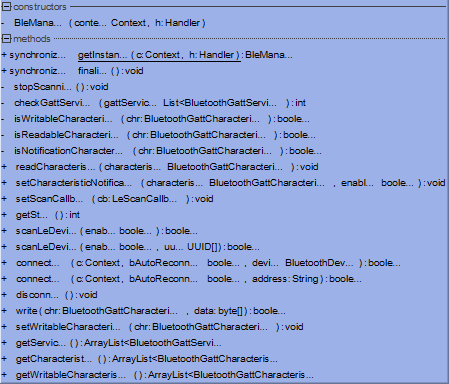 constructors
- BleMana... (conte... Context, h:Handler)
methods
+ synchroniz... getInstan... (c:Context, h:Handler):BleMana...
+ synchroniz... finali... ():void
- stopScanni... ():void
- checkGattServi... (gattServic... List<BluetoothGattServi... ):int
- isWritableCharacteri... (chr:BluetoothGattCharacteri... ):boole...
- isReadableCharacteri... (chr:BluetoothGattCharacteri... ):boole...
- isNotificationCharacter... (chr:BluetoothGattCharacteri... ):boole...
+ readCharacteris... (characteris... BluetoothGattCharacteris... ):void
+ setCharacteristicNotifica... (characteris... BluetoothGattCharacteri... , enabl... boole... ):void
+ setScanCallb... (cb:LeScanCallb... ):void
+ getSt... ():int
+ scanLeDevi... (enab... boole... ):boole...
+ scanLeDevi... (enab... boole... , uu... UUID[]):boole...
+ connect... (c:Context, bAutoReconn... boole... , devi... BluetoothDev... ):boole...
+ connect... (c:Context, bAutoReconn... boole... , address:String):boole...
+ disconn... ():void
+ write(chr:BluetoothGattCharacteri... , data:byte[]):boole...
+ setWritableCharacteri... (chr:BluetoothGattCharacteri... ):void
+ getServic... ():ArrayList<BluetoothGattServi...
+ getCharacterist... ():ArrayList<BluetoothGattCharacteris...
+ getWritableCharacteris... ():ArrayList<BluetoothGattCharacteris...